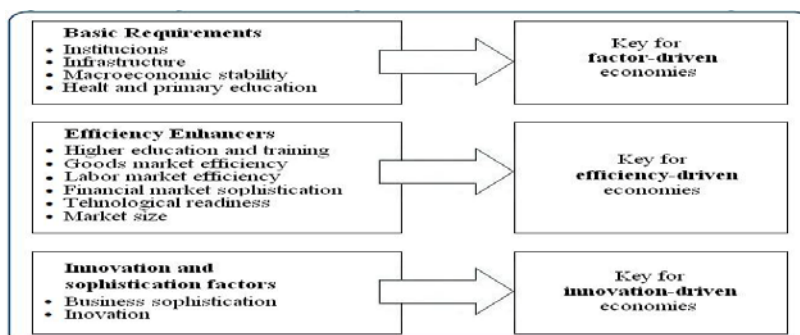 Basic Requirements
• Institucions
• Infrastructure
• Macroeconomic stability
• Healt and primary education
Key for
factor-driven
economies
Efficiency Enhancers
• Higher education and training
• Goods market efficiency
• Labor market efficiency
• Financial market sophistication
• Tehnological readiness
• Market size
Key for
efficiency-driven
economies
Innovation and
sophistication factors
• Business sophistication
• Inovation
Key for
innovation-driven
economies